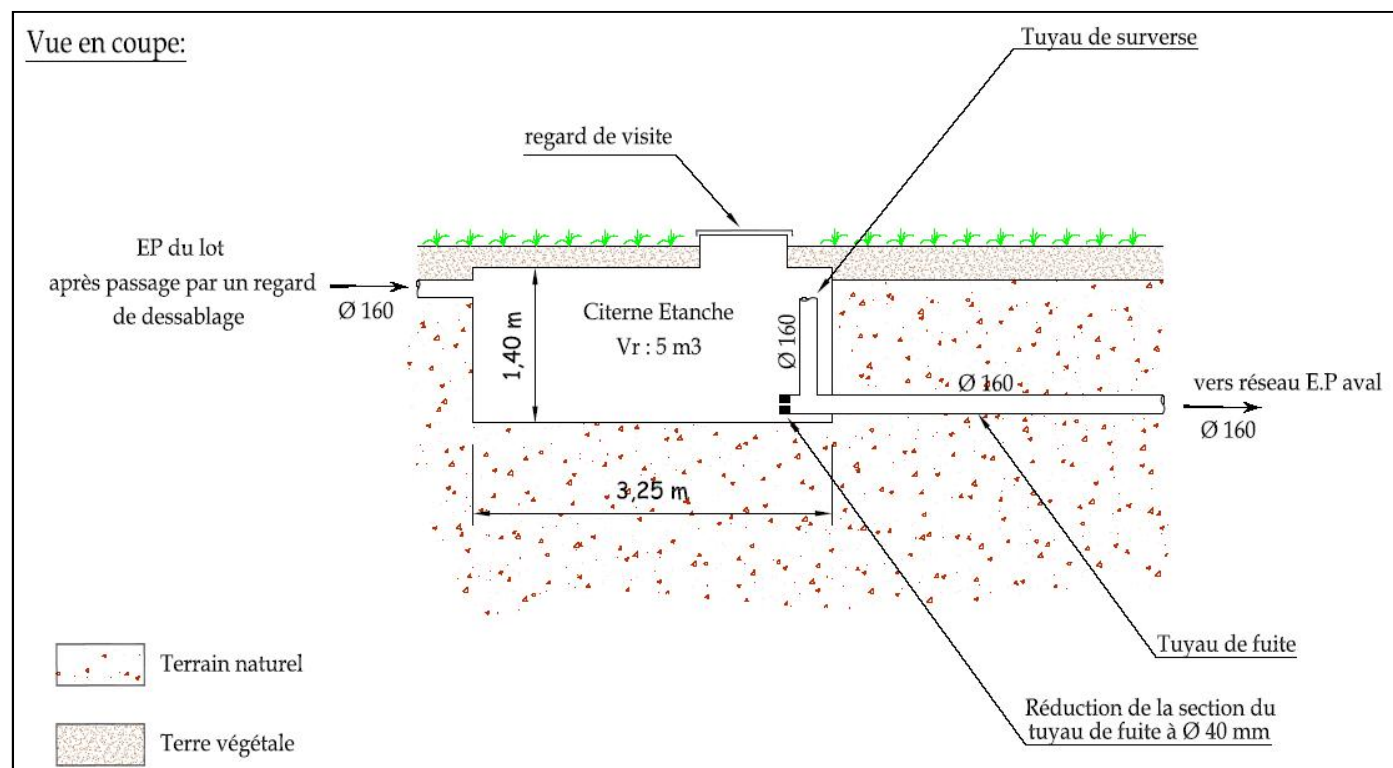 Vue en coupe:
Tuyau de surverse
regard de visite
EP du lot
après passage par un regard
de dessablage
Ø 160
1,40 m
Citerne Etanche
Vr : 5 m3
Ø 160
Ø 160
vers réseau E.P aval
Ø 160
3,25 m
Tuyau de fuite
Réduction de la section du
tuyau de fuite à Ø 40 mm
Terrain naturel
Terre végétale